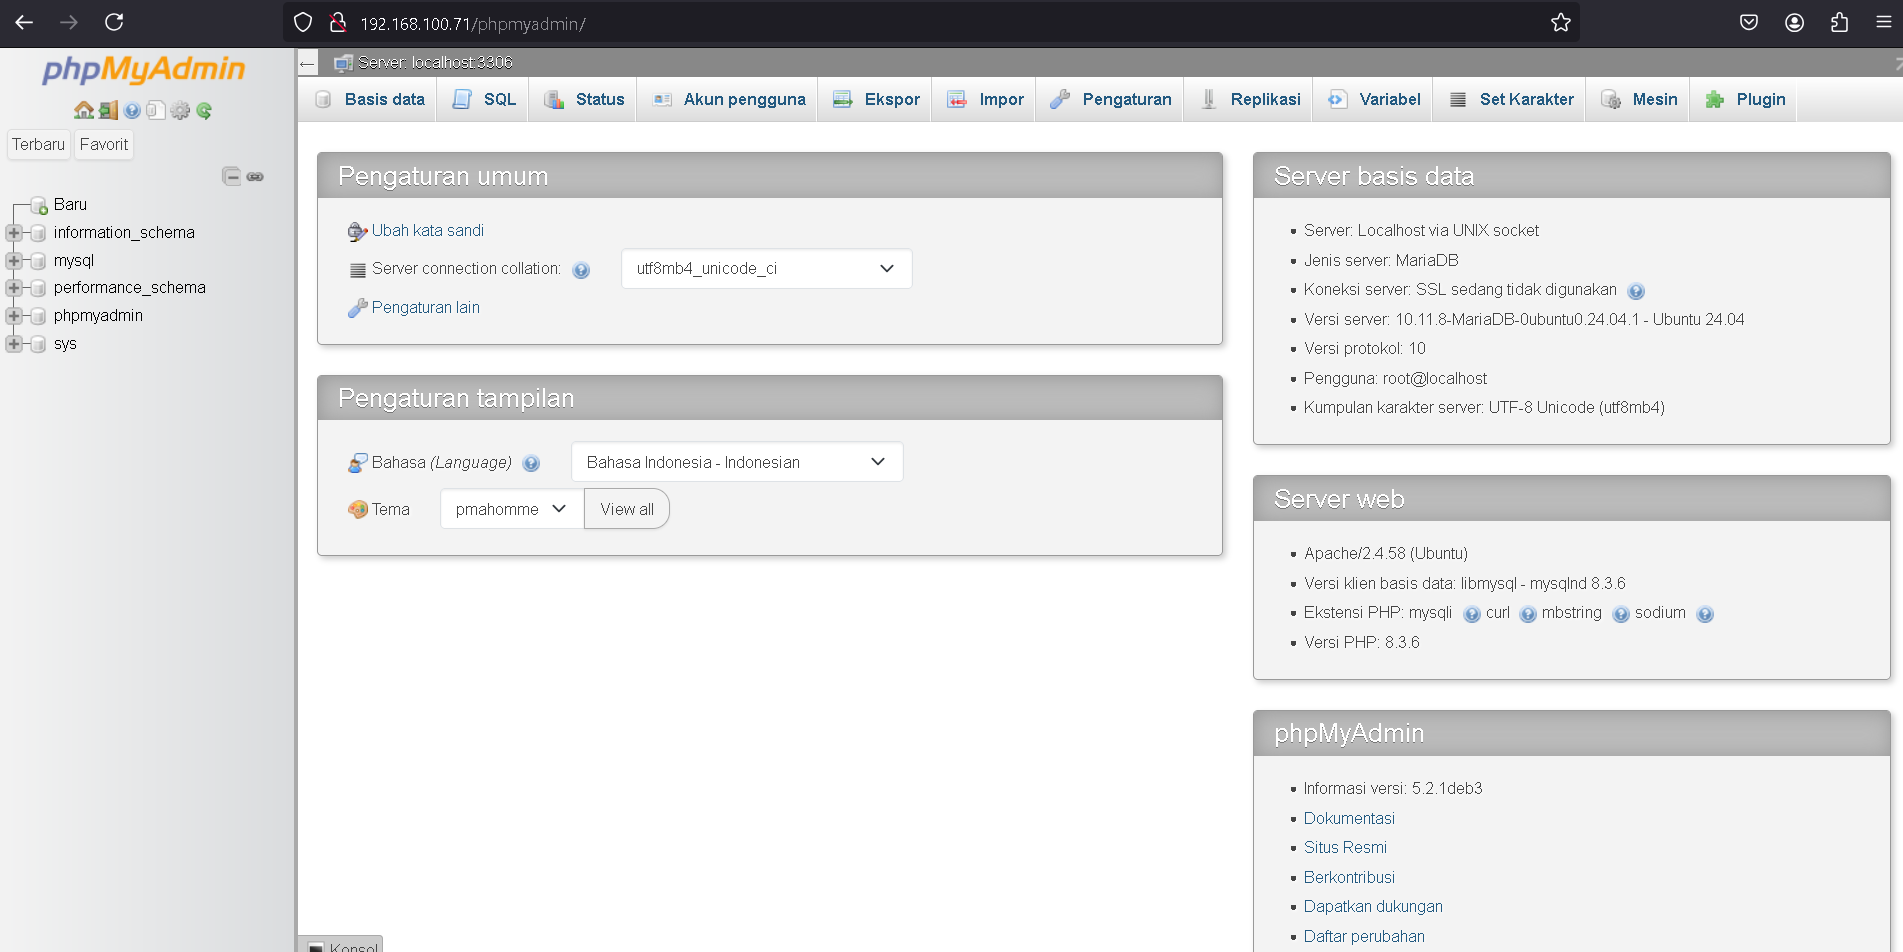 192.168.100.71/phpmyadmin/
phpMyAdmin
Terbaru Favorit
Baru
information_schema
mysql
performance_schema
phpmyadmin
sys
Server: localhost:3306
Basis data SQL Status Akun pengguna Ekspor Impor Pengaturan Replikasi Variabel Set Karakter Mesin Plugin
Pengaturan umum
Ubah kata sandi
Server connection collation: utf8mb4_unicode_ci
Pengaturan lain
Pengaturan tampilan
Bahasa (Language) Bahasa Indonesia - Indonesian
Tema pmahomme View all
Server basis data
Server: Localhost via UNIX socket
Jenis server: MariaDB
Koneksi server: SSL sedang tidak digunakan
Versi server: 10.11.8-MariaDB-0ubuntu0.24.04.1 - Ubuntu 24.04
Versi protokol: 10
Pengguna: root@localhost
Kumpulan karakter server: UTF-8 Unicode (utf8mb4)
Server web
Apache/2.4.58 (Ubuntu)
Versi klien basis data: libmysql - mysqlnd 8.3.6
Ekstensi PHP: mysqli curl mbstring sodium
Versi PHP: 8.3.6
phpMyAdmin
Informasi versi: 5.2.1deb3
Dokumentasi
Situs Resmi
Berkontribusi
Dapatkan dukungan
Daftar perubahan
Konsol